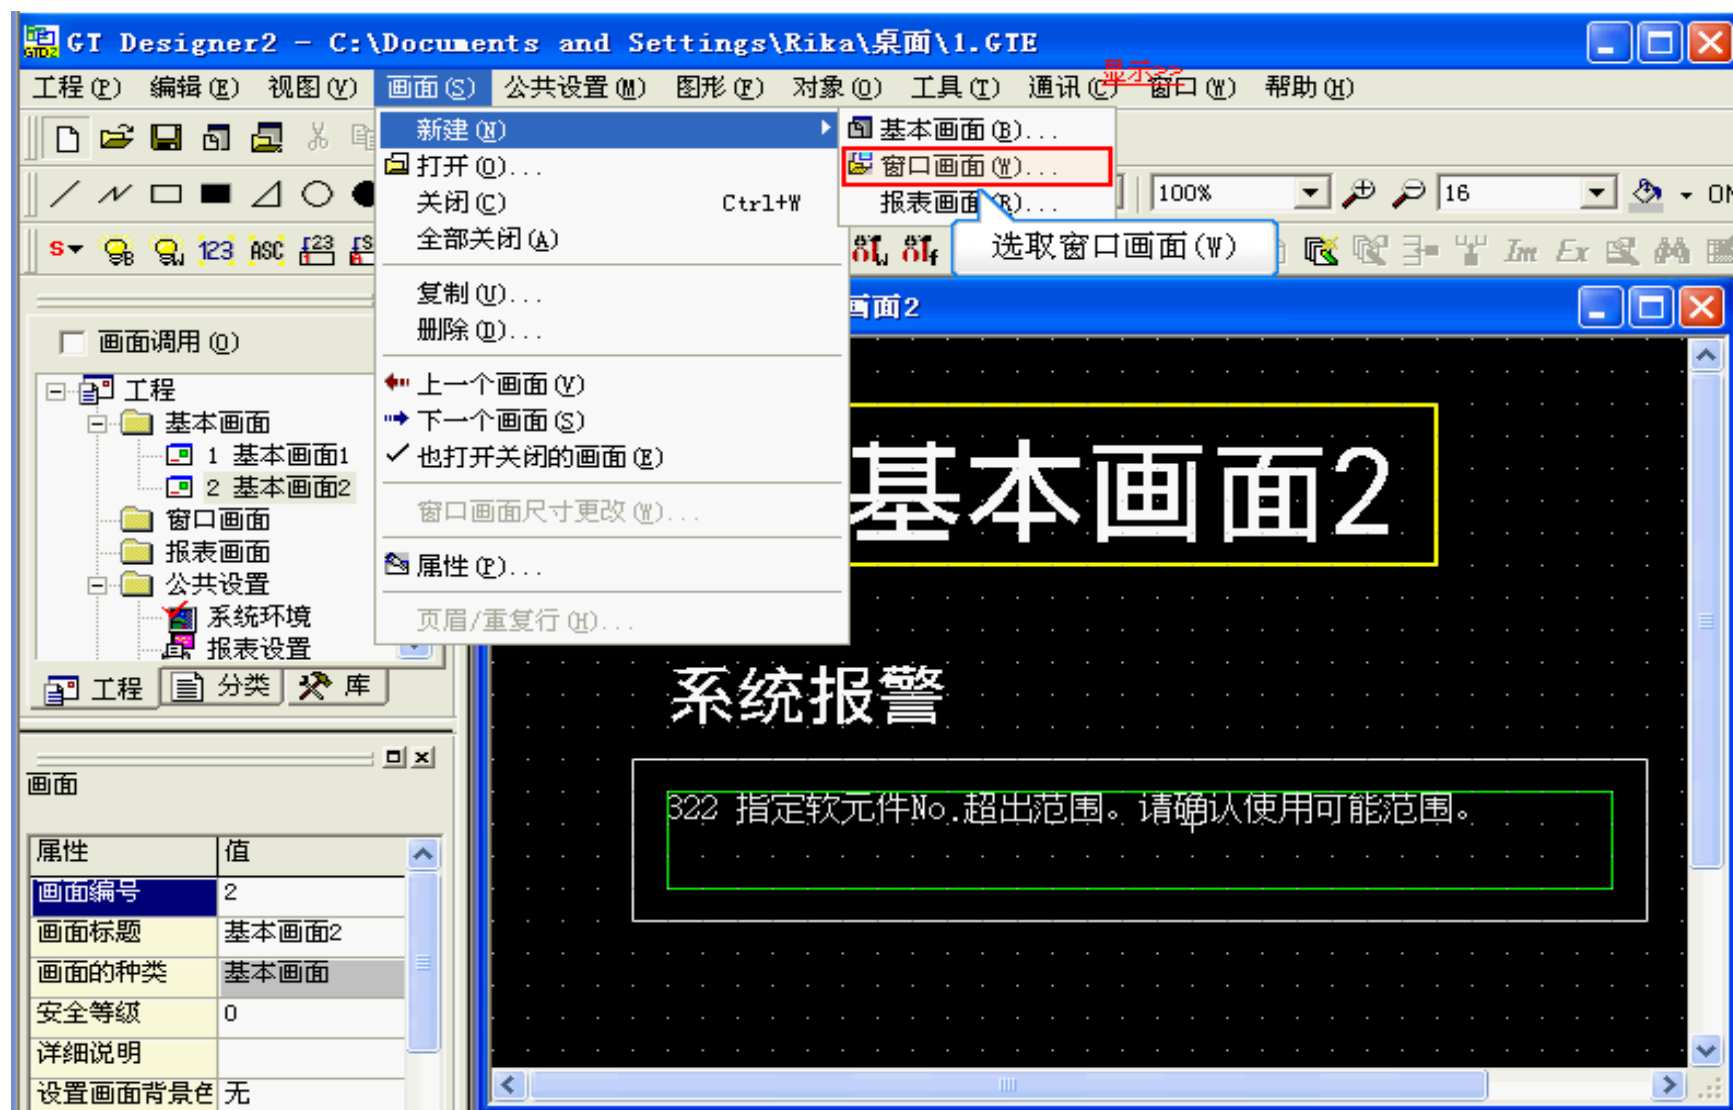 GT Designer2 - C:\Documents and Settings\Rika\桌面\1.GTE
工程(P) 编辑(E) 视图(V) 画面(S) 公共设置(M) 图形(F) 对象(O) 工具(T) 通讯(C) 窗口(W) 帮助(H)
显示>>
新建(N)
打开(O)...
关闭(C) Ctrl+W
全部关闭(A)
复制(U)...
删除(D)...
上一个画面(V)
下一个画面(S)
也打开关闭的画面(E)
窗口画面尺寸更改(W)...
属性(P)...
页眉/重复行(H)...
基本画面(B)...
窗口画面(W)...
报表画面(R)...
选取窗口画面(W)
100% 16 ON
S 123 ASC 123
Im Ex
画面2
画面调用(O)
工程
基本画面
1 基本画面1
2 基本画面2
窗口画面
报表画面
公共设置
系统环境
报表设置
工程 分类 库
画面
属性 值
画面编号 2
画面标题 基本画面2
画面的种类 基本画面
安全等级 0
详细说明
设置画面背景色 无
基本画面2
系统报警
322 指定软元件No.超出范围。请确认使用可能范围。